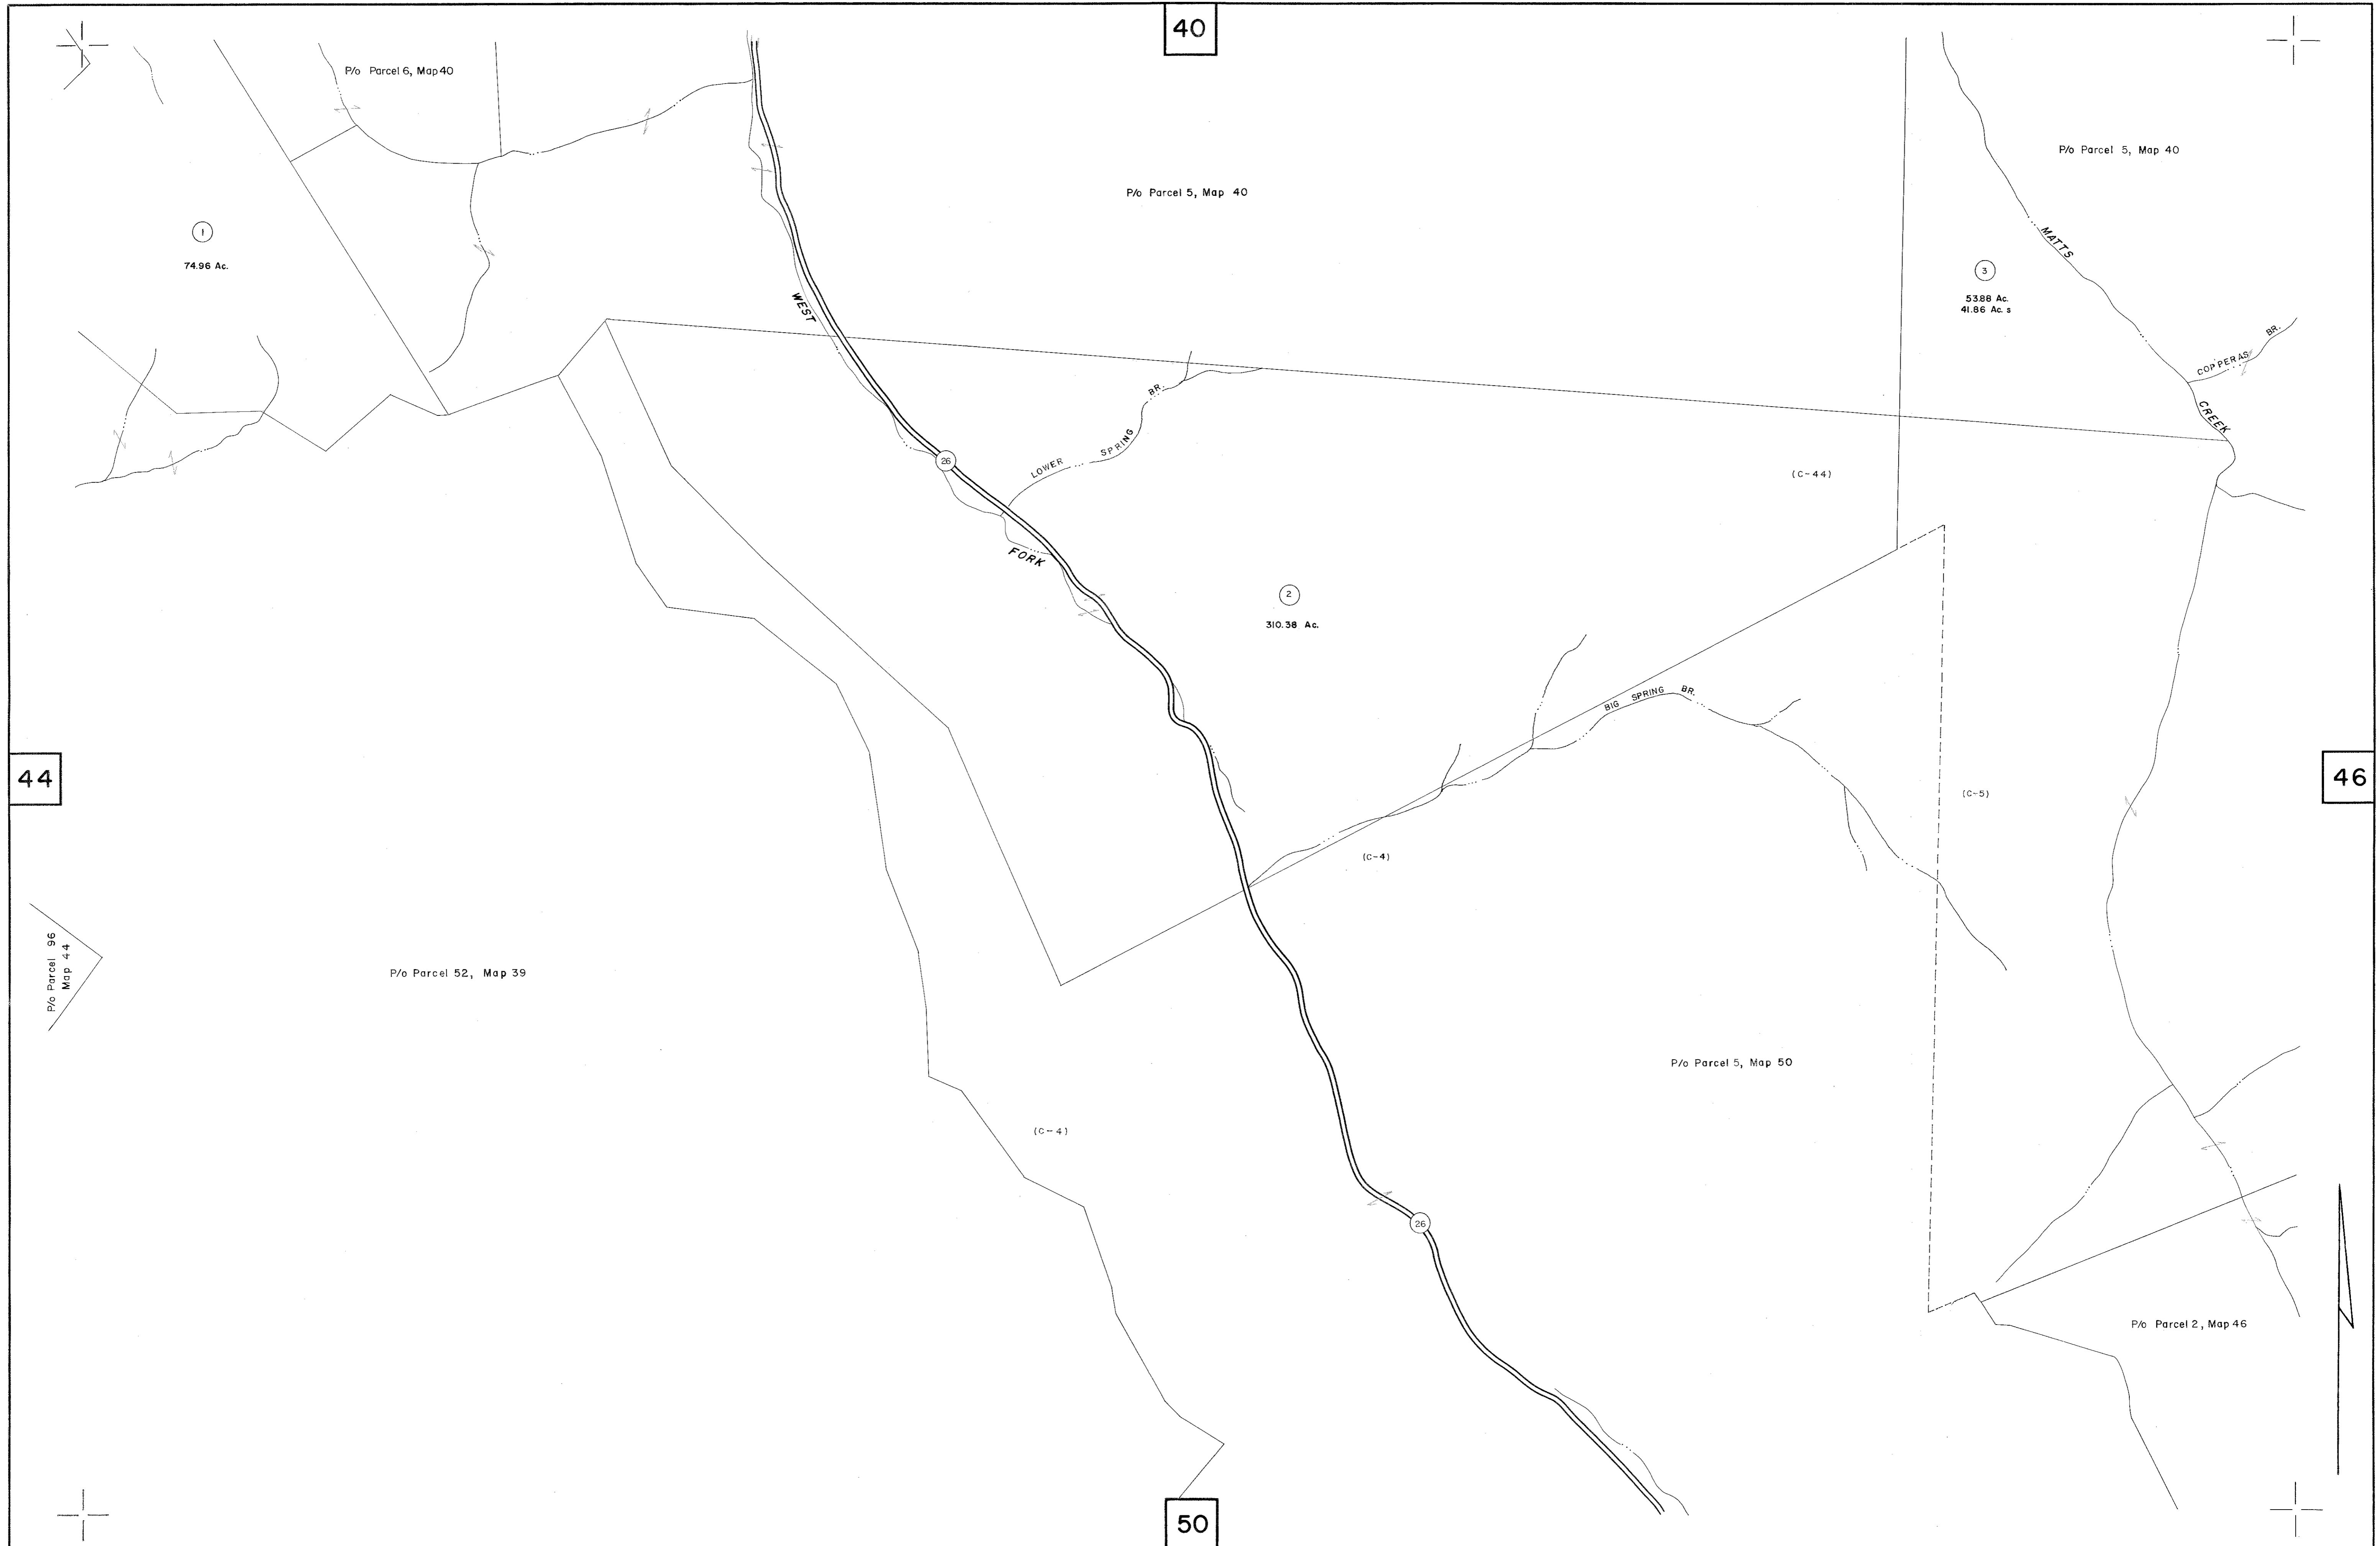 40
P/o Parcel 6, Map 40
P/o Parcel 5, Map 40
P/o Parcel 5, Map 40
1
74.96 Ac.
MATTS
3
53.88 Ac.
41.86 Ac. s
WEST
COPPERAS BR.
CREEK
LOWER SPRING BR.
26
(C-44)
FORK
2
310.38 Ac.
BIG SPRING BR.
44
46
(C-5)
(C-4)
P/o Parcel 96
Map 44
P/o Parcel 52, Map 39
P/o Parcel 5, Map 50
(C-4)
26
P/o Parcel 2, Map 46
50